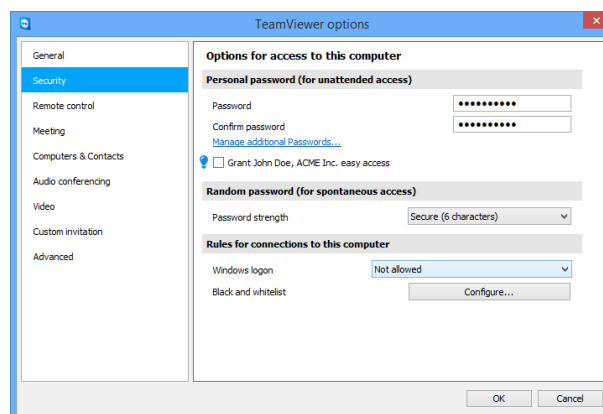 TeamViewer options
General
Security
Remote control
Meeting
Computers & Contacts
Audio conferencing
Video
Custom invitation
Advanced
Options for access to this computer
Personal password (for unattended access)
Password ●●●●●●●●●●
Confirm password ●●●●●●●●●●
Manage additional Passwords...
Grant John Doe, ACME Inc. easy access
Random password (for spontaneous access)
Password strength Secure (6 characters)
Rules for connections to this computer
Windows logon Not allowed
Black and whitelist Configure...
OK Cancel